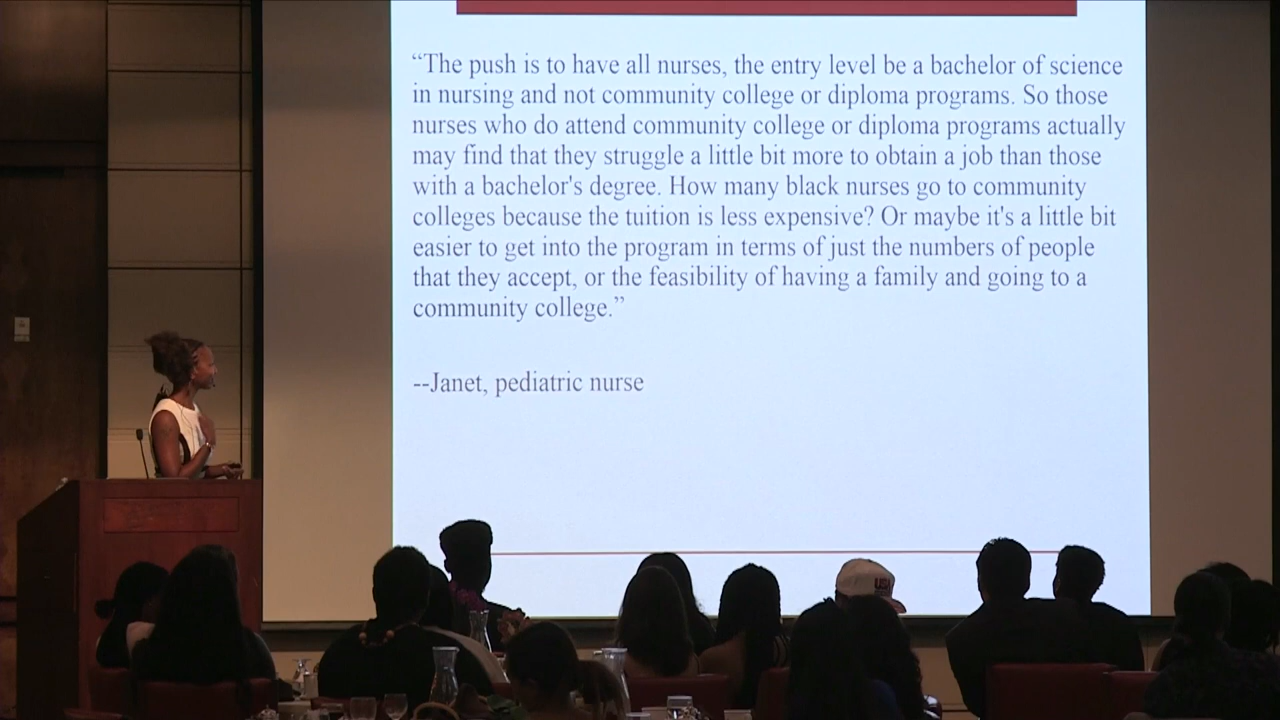 “The push is to have all nurses, the entry level be a bachelor of science
in nursing and not community college or diploma programs. So those
nurses who do attend community college or diploma programs actually
may find that they struggle a little bit more to obtain a job than those
with a bachelor's degree. How many black nurses go to community
colleges because the tuition is less expensive? Or maybe it's a little bit
easier to get into the program in terms of just the numbers of people
that they accept, or the feasibility of having a family and going to a
community college.”
--Janet, pediatric nurse